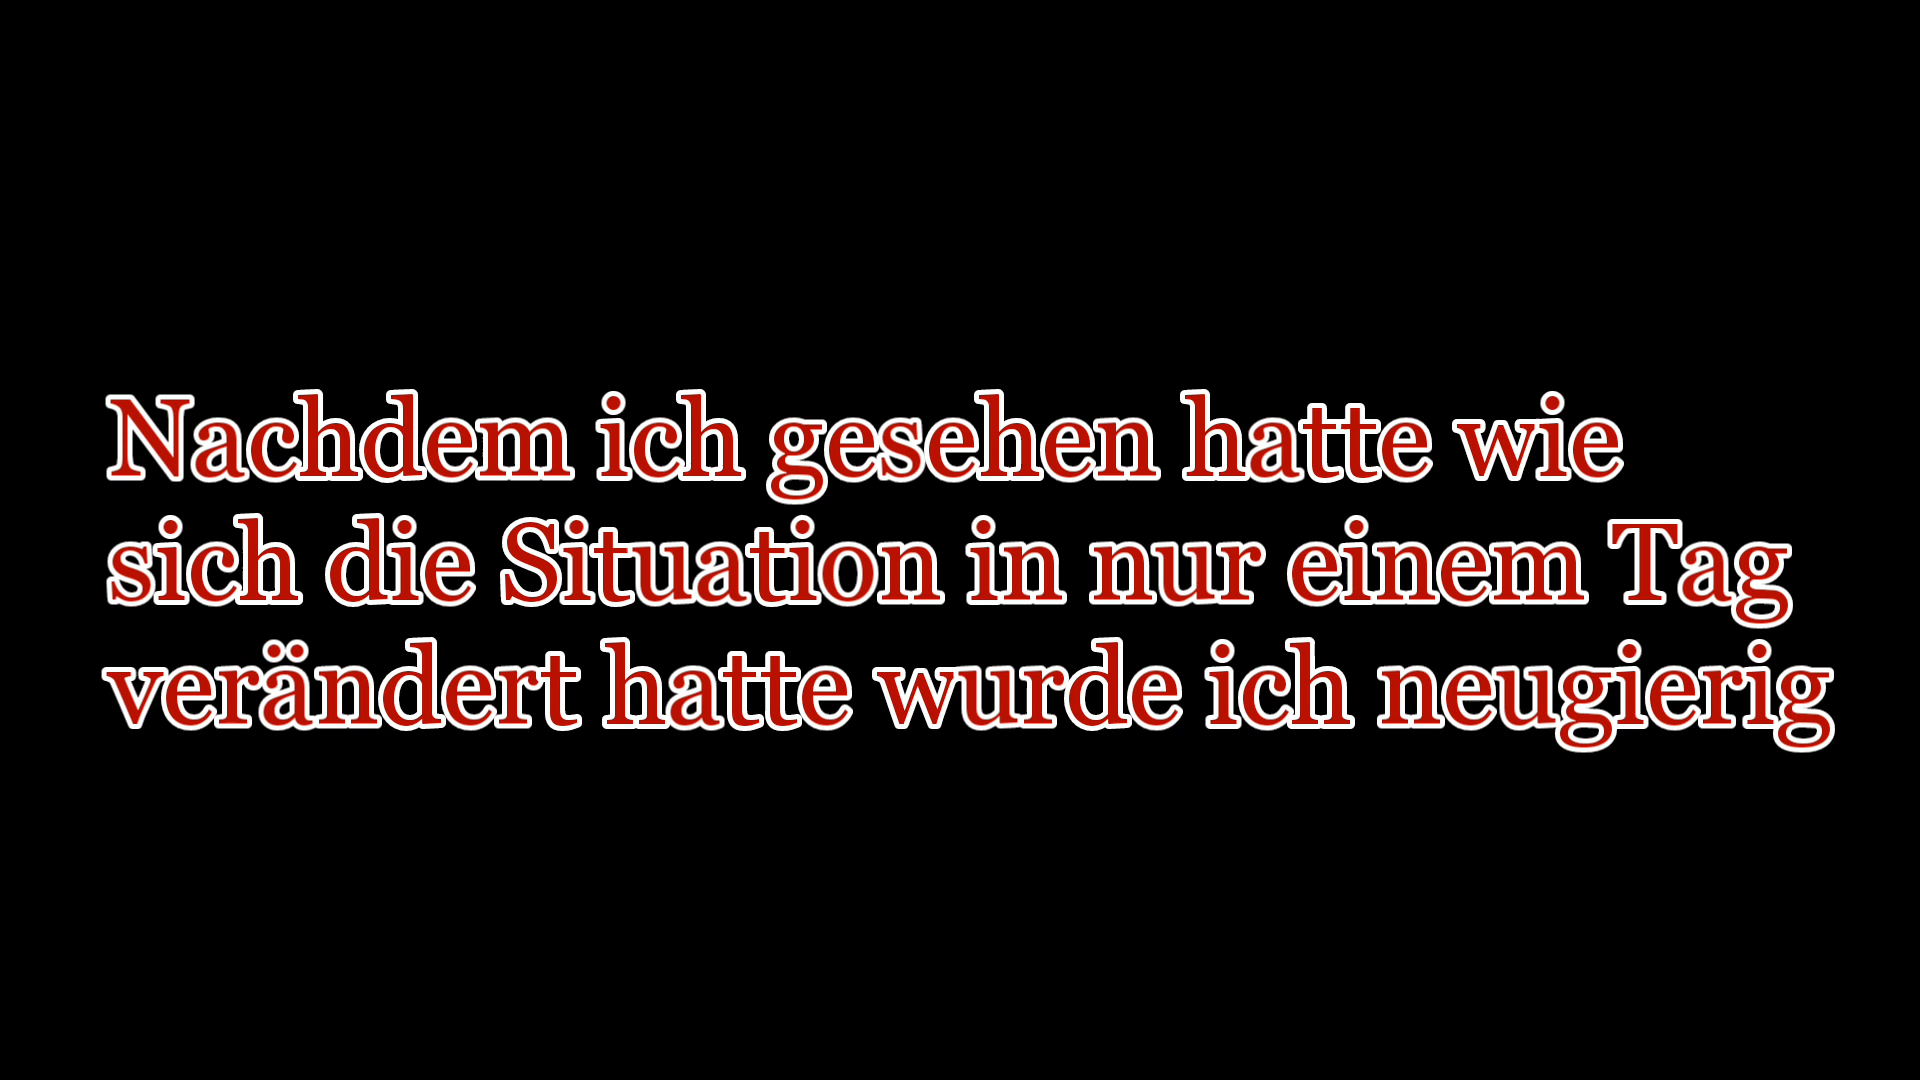 Nachdem ich gesehen hatte wie
sich die Situation in nur einem Tag
verändert hatte wurde ich neugierig